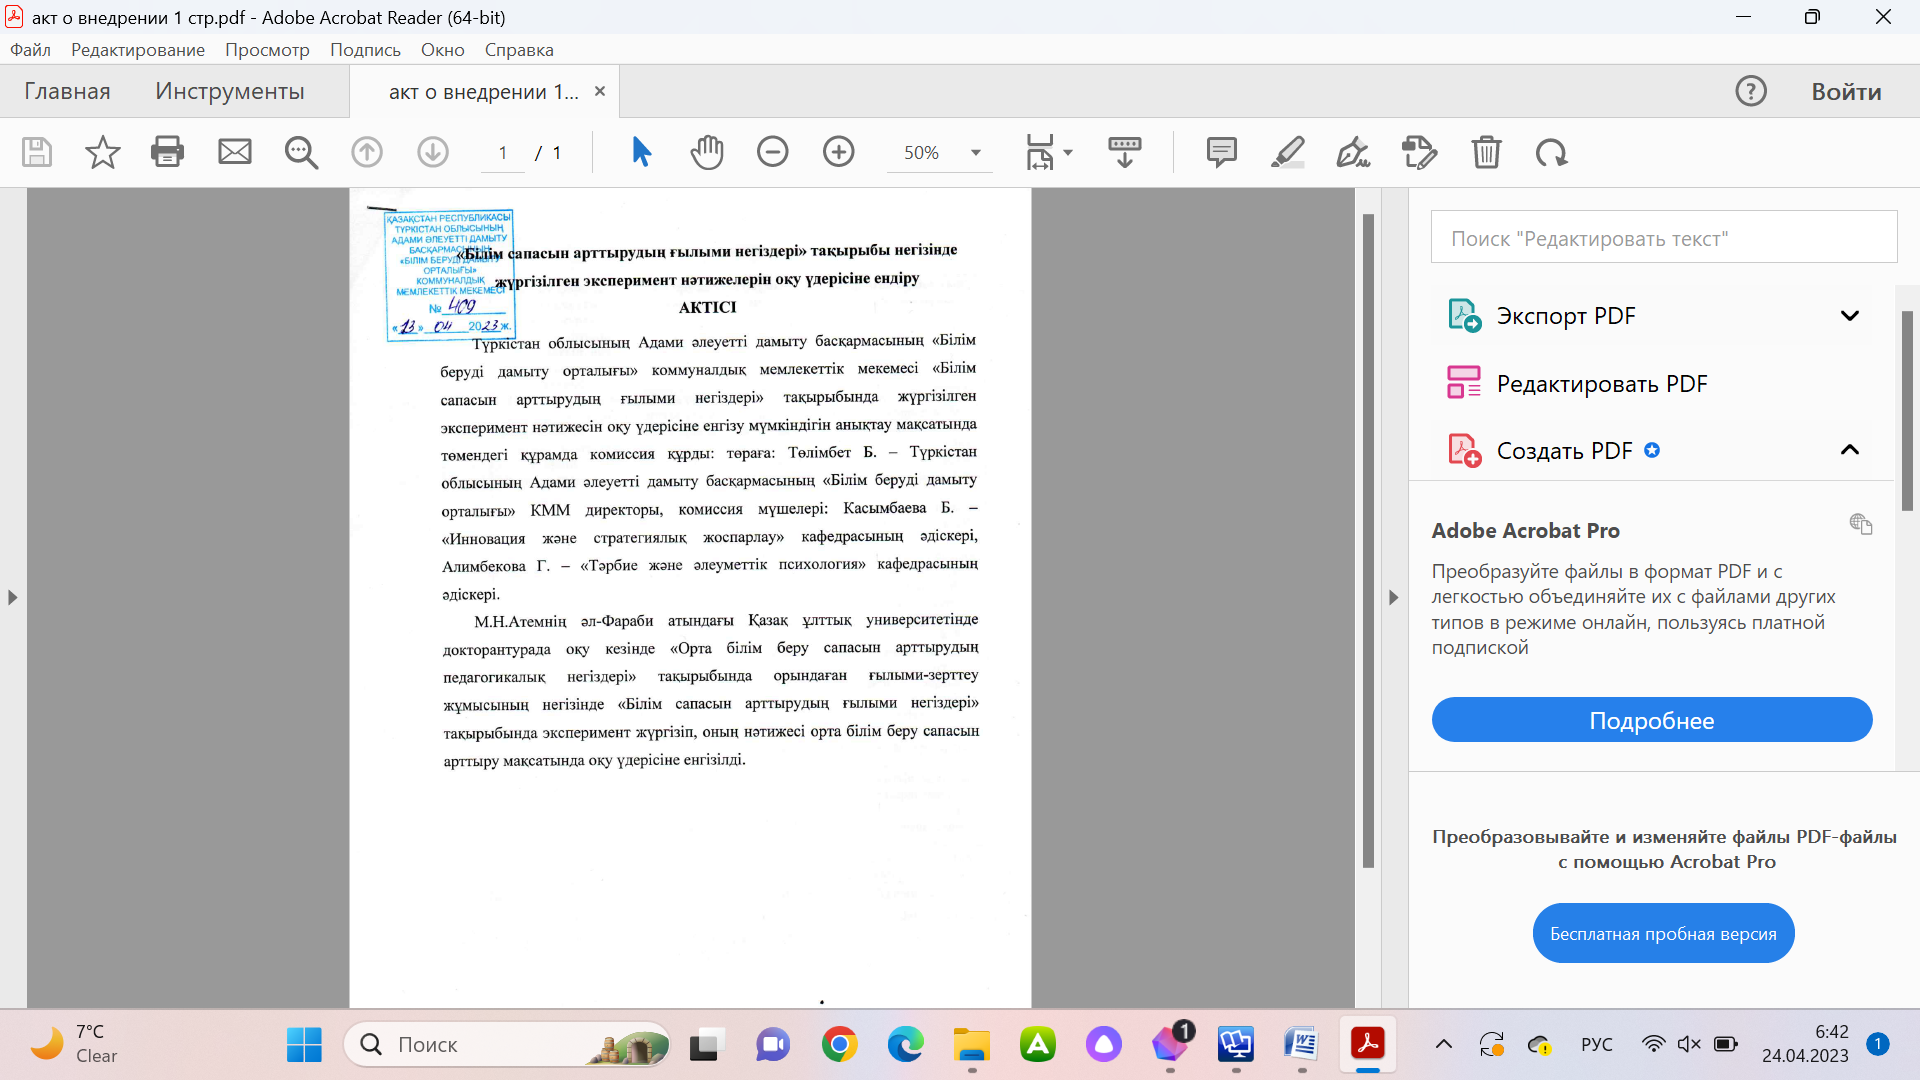 акт о внедрении 1 стр.pdf - Adobe Acrobat Reader (64-bit)
Файл Редактирование Просмотр Подпись Окно Справка
Главная Инструменты акт о внедрении 1... Войти
1 / 1 50%
ҚАЗАҚСТАН РЕСПУБЛИКАСЫ
ТҮРКІСТАН ОБЛЫСЫНЫҢ
АДАМИ ӘЛЕУЕТТІ ДАМЫТУ
БАСҚАРМАСЫНЫҢ
«БІЛІМ БЕРУДІ ДАМЫТУ
ОРТАЛЫҒЫ»
КОММУНАЛДЫҚ
МЕМЛЕКЕТТІК МЕКЕМЕСІ
№ 409
«13» 04 2023ж.
«Білім сапасын арттырудың ғылыми негіздері» тақырыбы негізінде
жүргізілген эксперимент нәтижелерін оқу үдерісіне ендіру
АКТІСІ
Түркістан облысының Адами әлеуетті дамыту басқармасының «Білім
беруді дамыту орталығы» коммуналдық мемлекеттік мекемесі «Білім
сапасын арттырудың ғылыми негіздері» тақырыбында жүргізілген
эксперимент нәтижесін оқу үдерісіне енгізу мүмкіндігін анықтау мақсатында
төмендегі құрамда комиссия құрды: төраға: Төлімбет Б. – Түркістан
облысының Адами әлеуетті дамыту басқармасының «Білім беруді дамыту
орталығы» КММ директоры, комиссия мүшелері: Касымбаева Б. –
«Инновация және стратегиялық жоспарлау» кафедрасының әдіскері,
Алимбекова Г. – «Тәрбие және әлеуметтік психология» кафедрасының
әдіскері.
М.Н.Атемнің әл-Фараби атындағы Қазақ ұлттық университетінде
докторантурада оқу кезінде «Орта білім беру сапасын арттырудың
педагогикалық негіздері» тақырыбында орындаған ғылыми-зерттеу
жұмысының негізінде «Білім сапасын арттырудың ғылыми негіздері»
тақырыбында эксперимент жүргізіп, оның нәтижесі орта білім беру сапасын
арттыру мақсатында оқу үдерісіне енгізілді.
Поиск "Редактировать текст"
Экспорт PDF
Редактировать PDF
Создать PDF
Adobe Acrobat Pro
Преобразуйте файлы в формат PDF и с
легкостью объединяйте их с файлами других
типов в режиме онлайн, пользуясь платной
подпиской
Подробнее
Преобразовывайте и изменяйте файлы PDF-файлы
с помощью Acrobat Pro
Бесплатная пробная версия
7°C
Clear
Поиск
1
РУС
6:42
24.04.2023
1